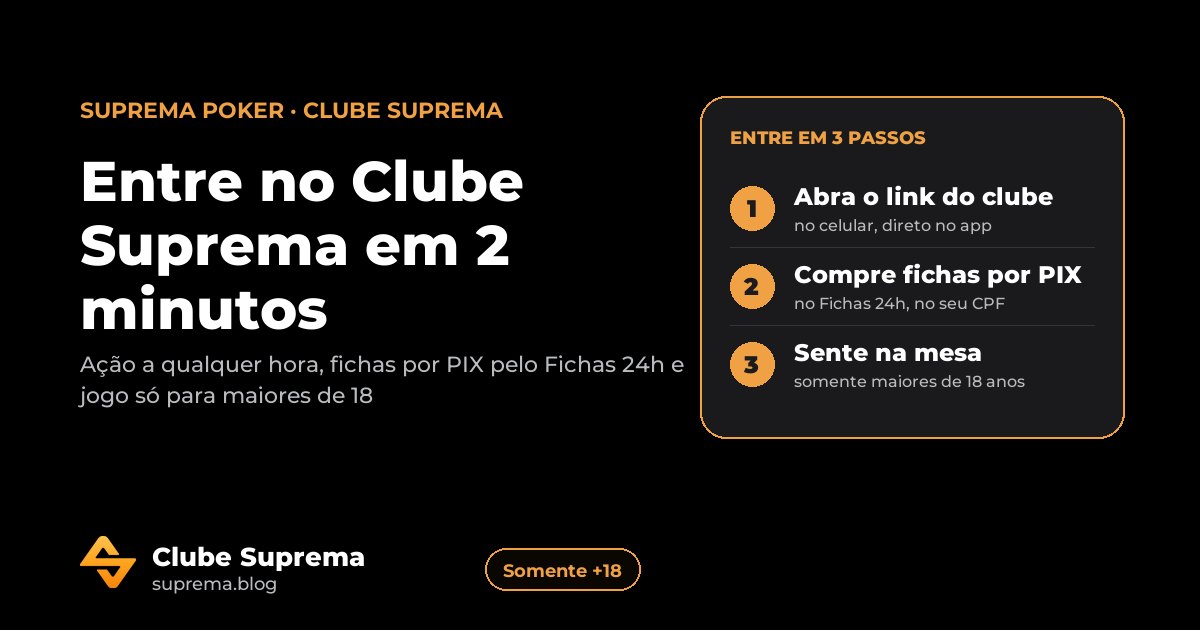 SUPREMA POKER · CLUBE SUPREMA
Entre no Clube
Suprema em 2
minutos
Ação a qualquer hora, fichas por PIX pelo Fichas 24h e
jogo só para maiores de 18
ENTRE EM 3 PASSOS
1
Abra o link do clube
no celular, direto no app
2
Compre fichas por PIX
no Fichas 24h, no seu CPF
3
Sente na mesa
somente maiores de 18 anos
Clube Suprema
suprema.blog
Somente +18